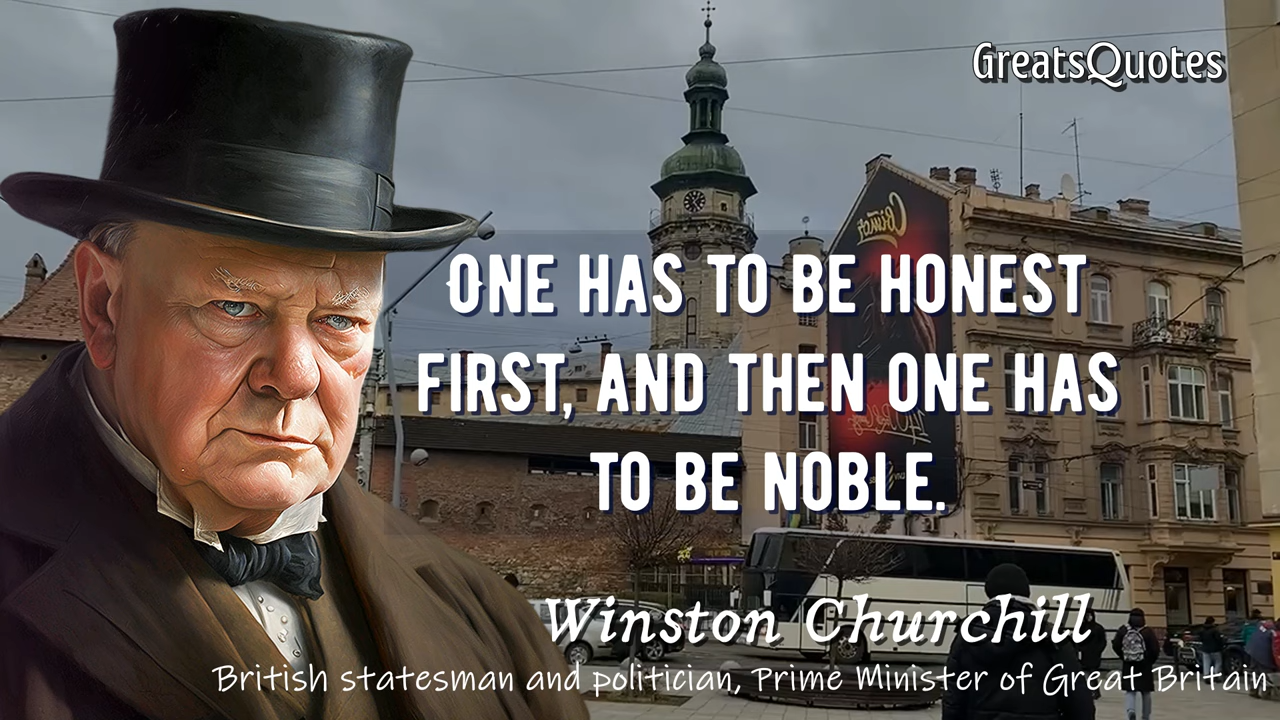 GreatsQuotes
ONE HAS TO BE HONEST
FIRST, AND THEN ONE HAS
TO BE NOBLE.
Winston Churchill
British statesman and politician, Prime Minister of Great Britain